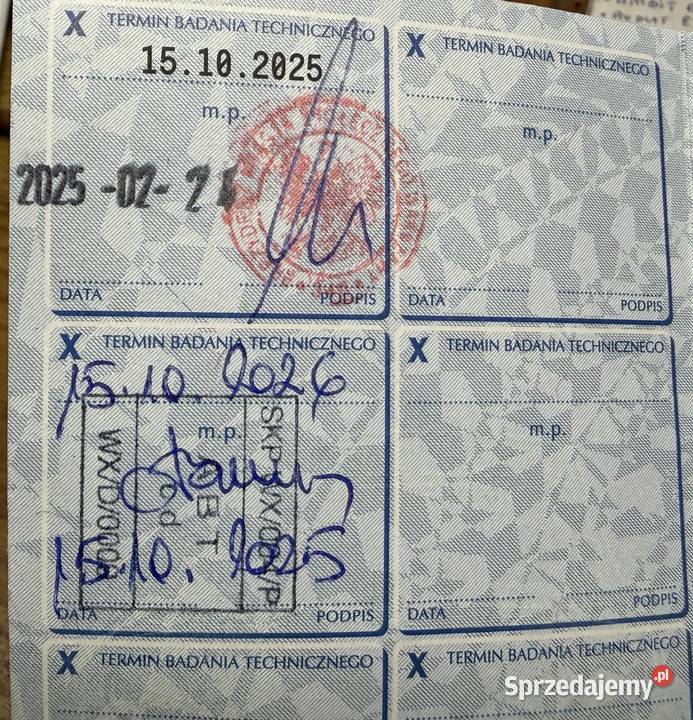 X TERMIN BADANIA TECHNICZNEGO
15.10.2025
m.p.
2025 -02- 2
DATA PODPIS
X TERMIN BADANIA TECHNICZNEGO
m.p.
DATA PODPIS
X TERMIN BADANIA TECHNICZNEGO
15.10.2026
m.p.
15.10.2025
DATA PODPIS
X TERMIN BADANIA TECHNICZNEGO
m.p.
DATA PODPIS
X TERMIN BADANIA TECHNICZNEGO
X TERMIN BADANIA TECHNICZNEGO
Sprzedajemy.pl